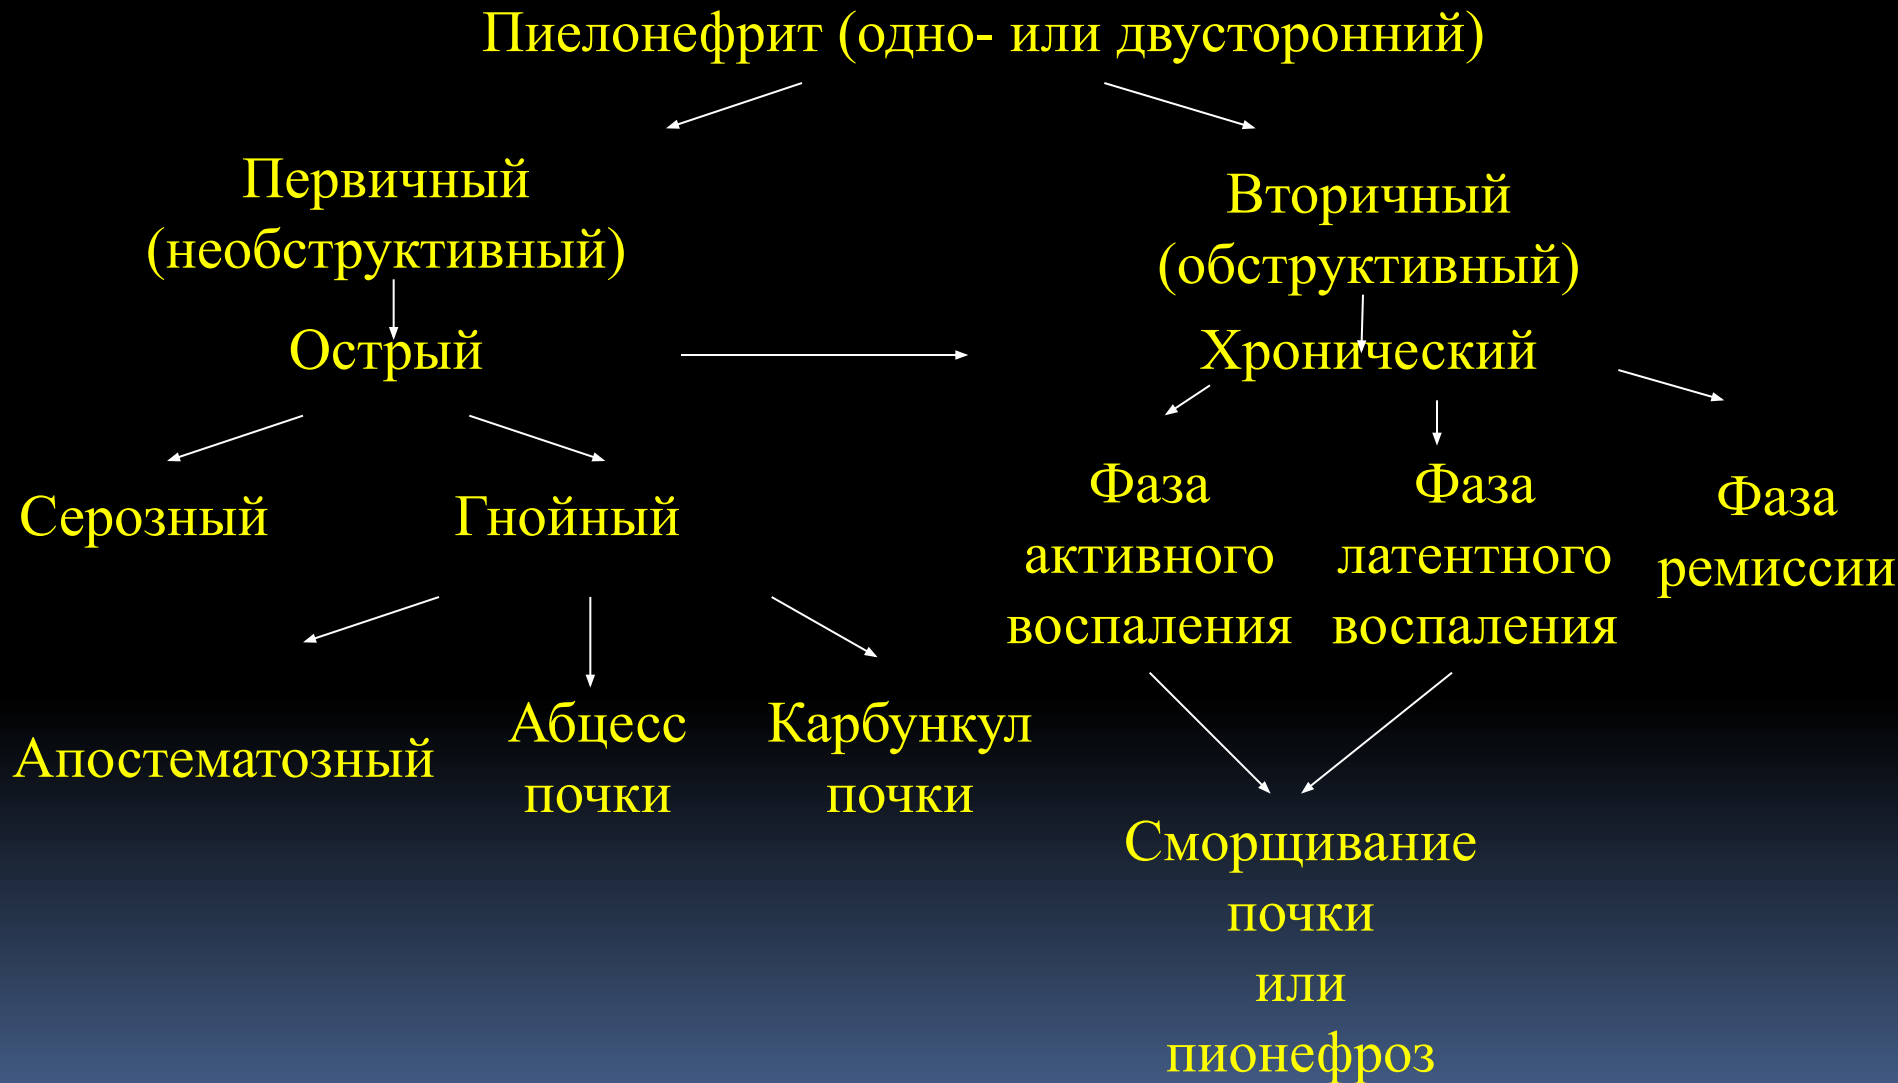 Пиелонефрит (одно- или двусторонний)
Первичный
(необструктивный)
Вторичный
(обструктивный)
Острый
Хронический
Серозный
Гнойный
Фаза
активного
воспаления
Фаза
латентного
воспаления
Фаза
ремиссии
Апостематозный
Абцесс
почки
Карбункул
почки
Сморщивание
почки
или
пионефроз